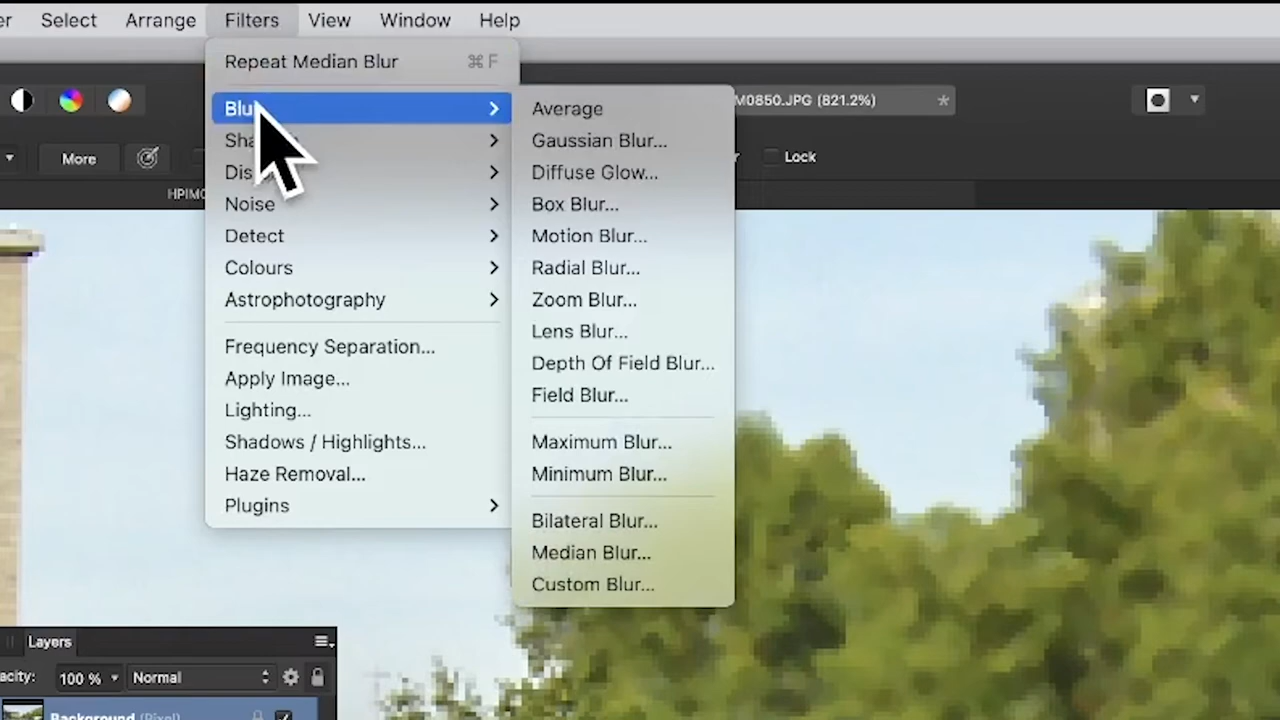 er Select Arrange Filters View Window Help
Repeat Median Blur ⌘ F
Blur
Average
Gaussian Blur...
Diffuse Glow...
Noise
Box Blur...
Detect
Motion Blur...
Colours
Radial Blur...
Astrophotography
Zoom Blur...
Lens Blur...
Frequency Separation...
Depth Of Field Blur...
Apply Image...
Field Blur...
Lighting...
Shadows / Highlights...
Maximum Blur...
Haze Removal...
Minimum Blur...
Plugins
Bilateral Blur...
Median Blur...
Custom Blur...
M0850.JPG (821.2%) *
More
Lock
HPIM0
Layers
acity: 100 % Normal
Background (Pixel)